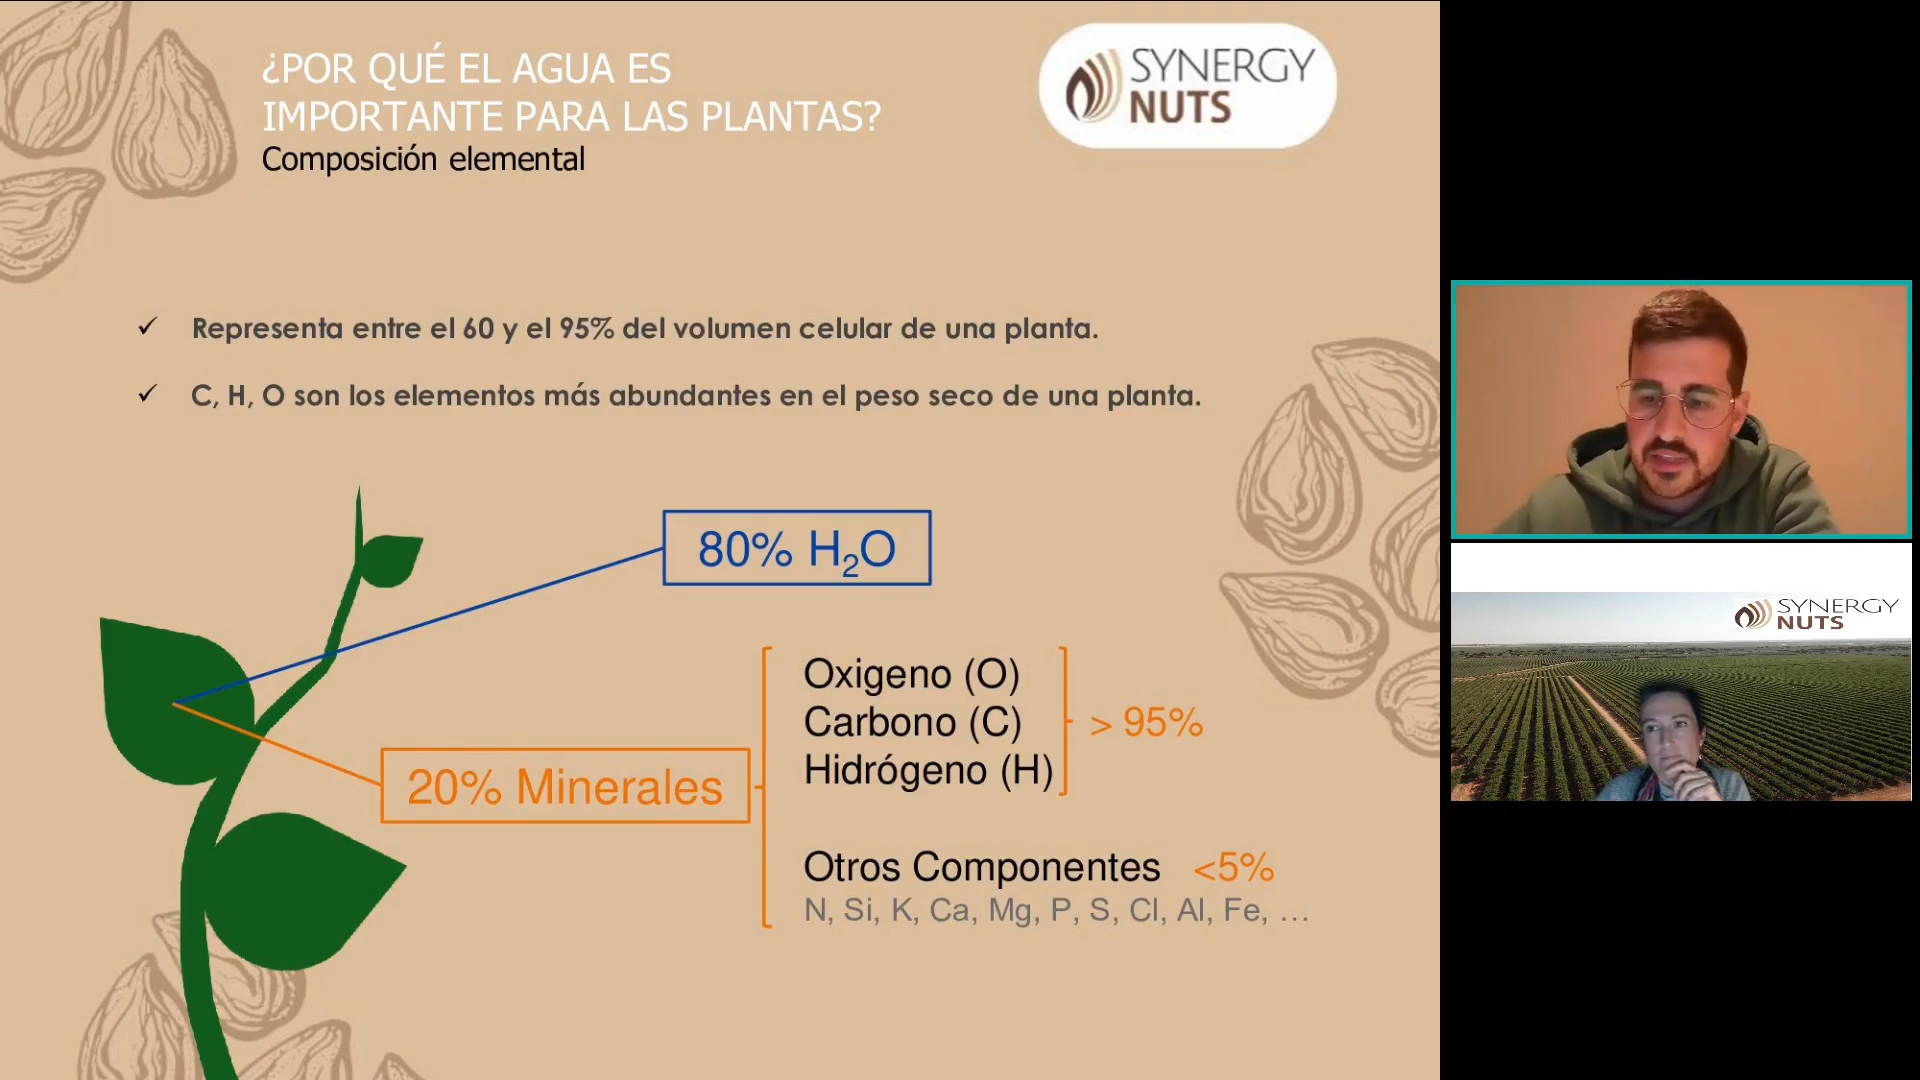 ¿POR QUÉ EL AGUA ES
IMPORTANTE PARA LAS PLANTAS?
Composición elemental
SYNERGY
NUTS
✓ Representa entre el 60 y el 95% del volumen celular de una planta.
✓ C, H, O son los elementos más abundantes en el peso seco de una planta.
80% H₂O
20% Minerales
Oxigeno (O)
Carbono (C)
Hidrógeno (H)
> 95%
Otros Componentes <5%
N, Si, K, Ca, Mg, P, S, Cl, Al, Fe, …
SYNERGY
NUTS